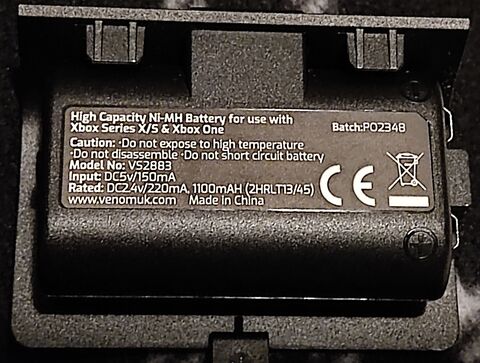 High Capacity Ni-MH Battery for use with
Xbox Series X/S & Xbox One
Batch:PO2348
Caution: •Do not expose to high temperature
•Do not disassemble •Do not short circuit battery
Model No: VS2883
Input: DC5v/150mA
Rated: DC2.4v/220mA, 1100mAH (2HRLT13/45)
www.venomuk.com Made in China
CE